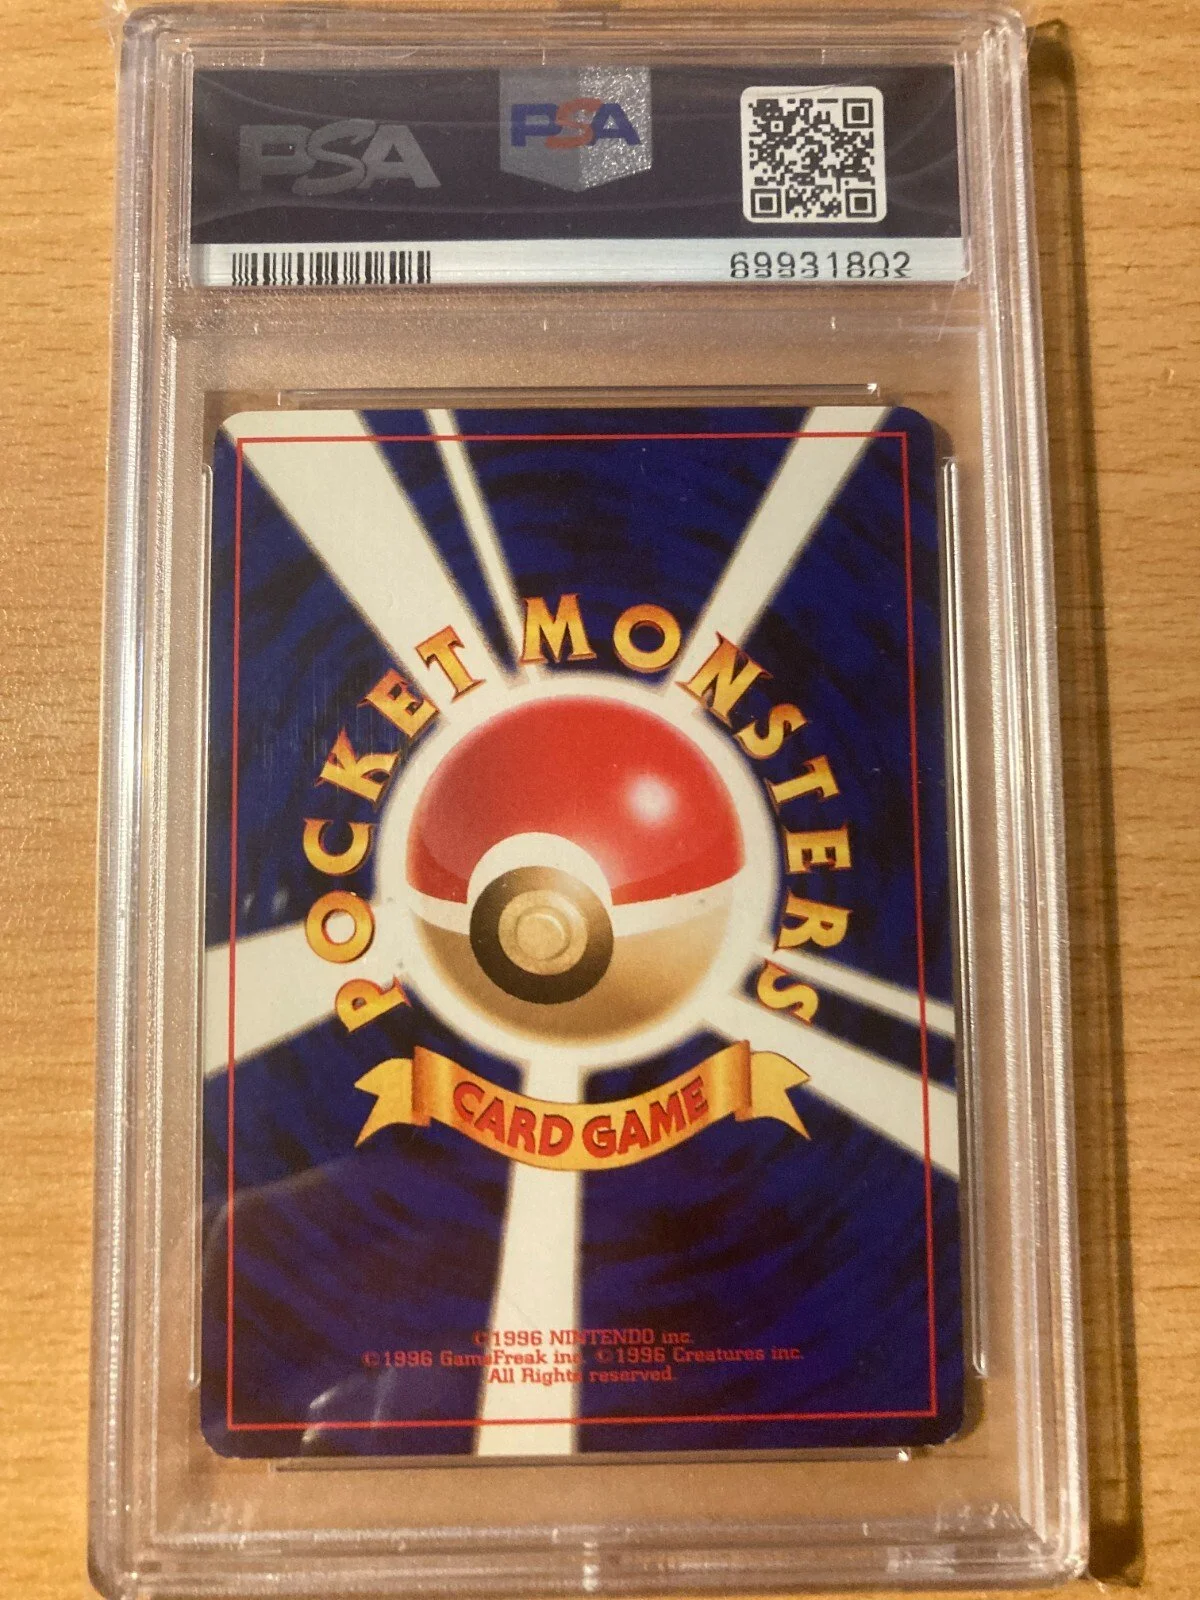 PSA
PSA
69931802
POCKET MONSTERS
CARD GAME
©1996 NINTENDO inc.
©1996 GameFreak inc. ©1996 Creatures inc.
All Rights reserved.